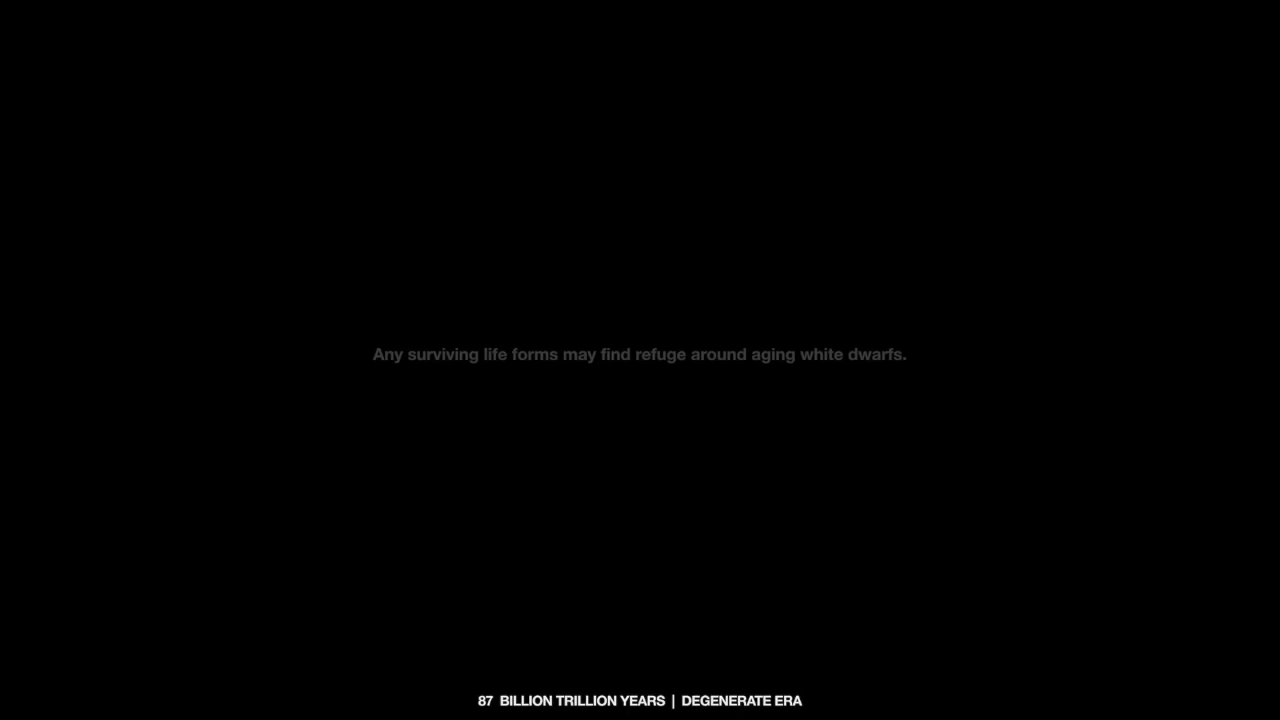 Any surviving life forms may find refuge around aging white dwarfs.
87 BILLION TRILLION YEARS | DEGENERATE ERA